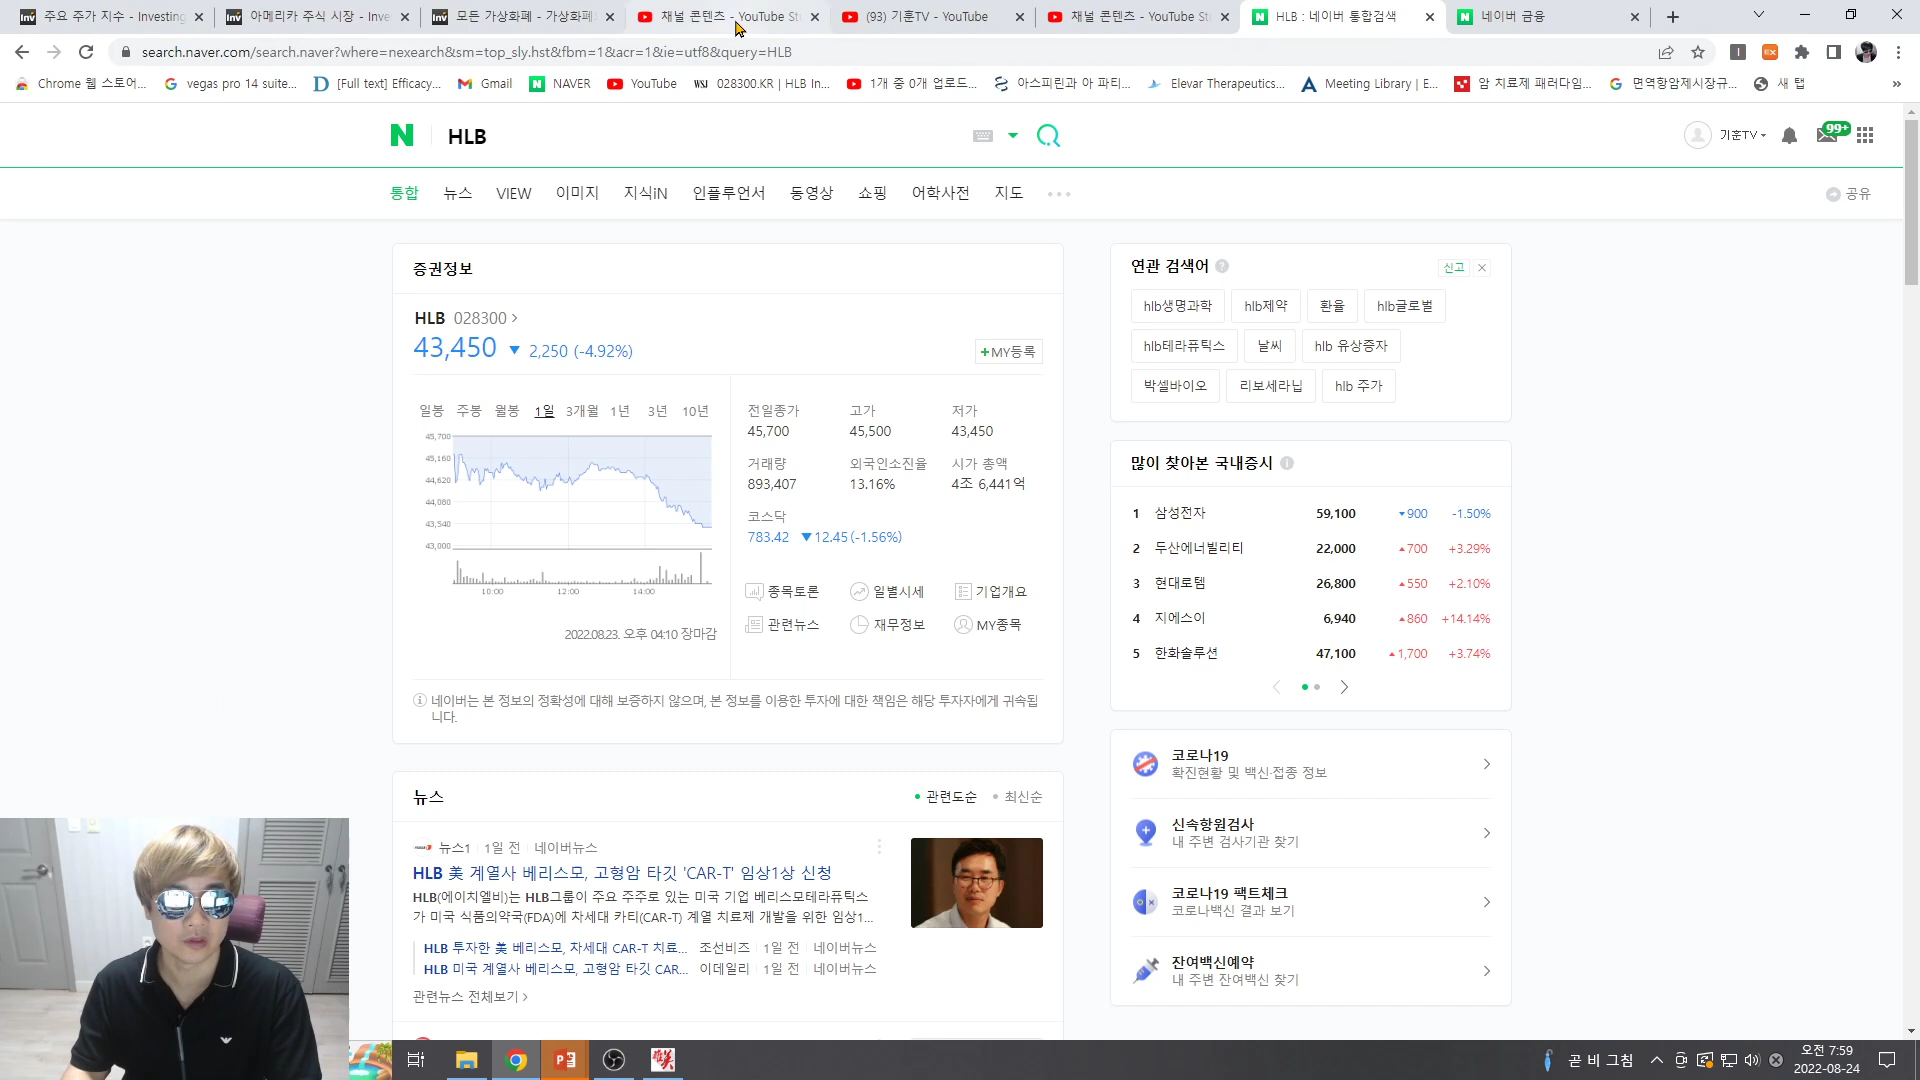 주요 주가 지수 - Investing
아메리카 주식 시장 - Inve
모든 가상화폐 - 가상화폐
채널 콘텐츠 - YouTube St
(93) 기훈TV - YouTube
채널 콘텐츠 - YouTube St
HLB : 네이버 통합검색
네이버 금융
search.naver.com/search.naver?where=nexearch&sm=top_sly.hst&fbm=1&acr=1&ie=utf8&query=HLB
Chrome 웹 스토어...
vegas pro 14 suite...
[Full text] Efficacy...
Gmail
NAVER
YouTube
WSJ 028300.KR | HLB In...
1개 중 0개 업로드...
아스피린과 아 파티...
Elevar Therapeutics...
Meeting Library | E...
암 치료제 패러다임...
면역항암제시장규...
새 탭
»
N HLB
기훈TV
99+
통합 뉴스 VIEW 이미지 지식iN 인플루언서 동영상 쇼핑 어학사전 지도
공유
증권정보
HLB 028300 >
43,450 ▼ 2,250 (-4.92%)
+MY등록
일봉 주봉 월봉 1일 3개월 1년 3년 10년
45,700
45,160
44,620
44,080
43,540
43,000
10:00 12:00 14:00
2022.08.23. 오후 04:10 장마감
전일종가 고가 저가
45,700 45,500 43,450
거래량 외국인소진율 시가 총액
893,407 13.16% 4조 6,441억
코스닥
783.42 ▼12.45 (-1.56%)
종목토론 일별시세 기업개요
관련뉴스 재무정보 MY종목
네이버는 본 정보의 정확성에 대해 보증하지 않으며, 본 정보를 이용한 투자에 대한 책임은 해당 투자자에게 귀속됩
니다.
뉴스
관련도순 최신순
뉴스1 1일 전 네이버뉴스
HLB 美 계열사 베리스모, 고형암 타깃 'CAR-T' 임상1상 신청
HLB(에이치엘비)는 HLB그룹이 주요 주주로 있는 미국 기업 베리스모테라퓨틱스
가 미국 식품의약국(FDA)에 차세대 카티(CAR-T) 계열 치료제 개발을 위한 임상1...
HLB 투자한 美 베리스모, 차세대 CAR-T 치료... 조선비즈 1일 전 네이버뉴스
HLB 미국 계열사 베리스모, 고형암 타깃 CAR... 이데일리 1일 전 네이버뉴스
관련뉴스 전체보기 >
연관 검색어 ?
신고
hlb생명과학 hlb제약 환율 hlb글로벌
hlb테라퓨틱스 날씨 hlb 유상증자
박셀바이오 리보세라닙 hlb 주가
많이 찾아본 국내증시
1 삼성전자 59,100 ▼900 -1.50%
2 두산에너빌리티 22,000 ▲700 +3.29%
3 현대로템 26,800 ▲550 +2.10%
4 지에스이 6,940 ▲860 +14.14%
5 한화솔루션 47,100 ▲1,700 +3.74%
코로나19
확진현황 및 백신·접종 정보
신속항원검사
내 주변 검사기관 찾기
코로나19 팩트체크
코로나백신 결과 보기
잔여백신예약
내 주변 잔여백신 찾기
곧 비 그침
오전 7:59
2022-08-24